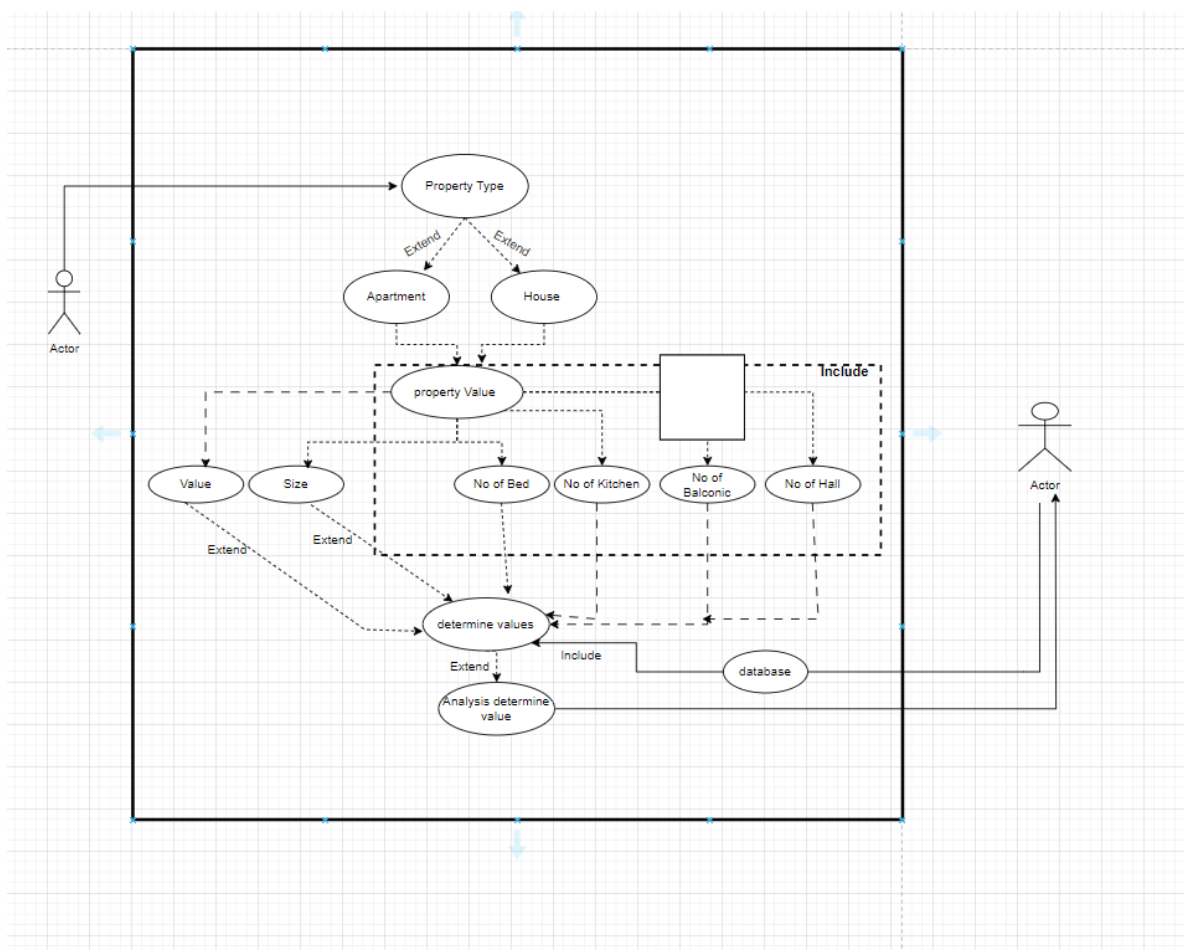 Property Type
Extend
Extend
Apartment
House
Actor
Include
property Value
Value
Size
No of Bed
No of Kitchen
No of
Balconic
No of Hall
Actor
Extend
Extend
determine values
Include
Extend
database
Analysis determine
value